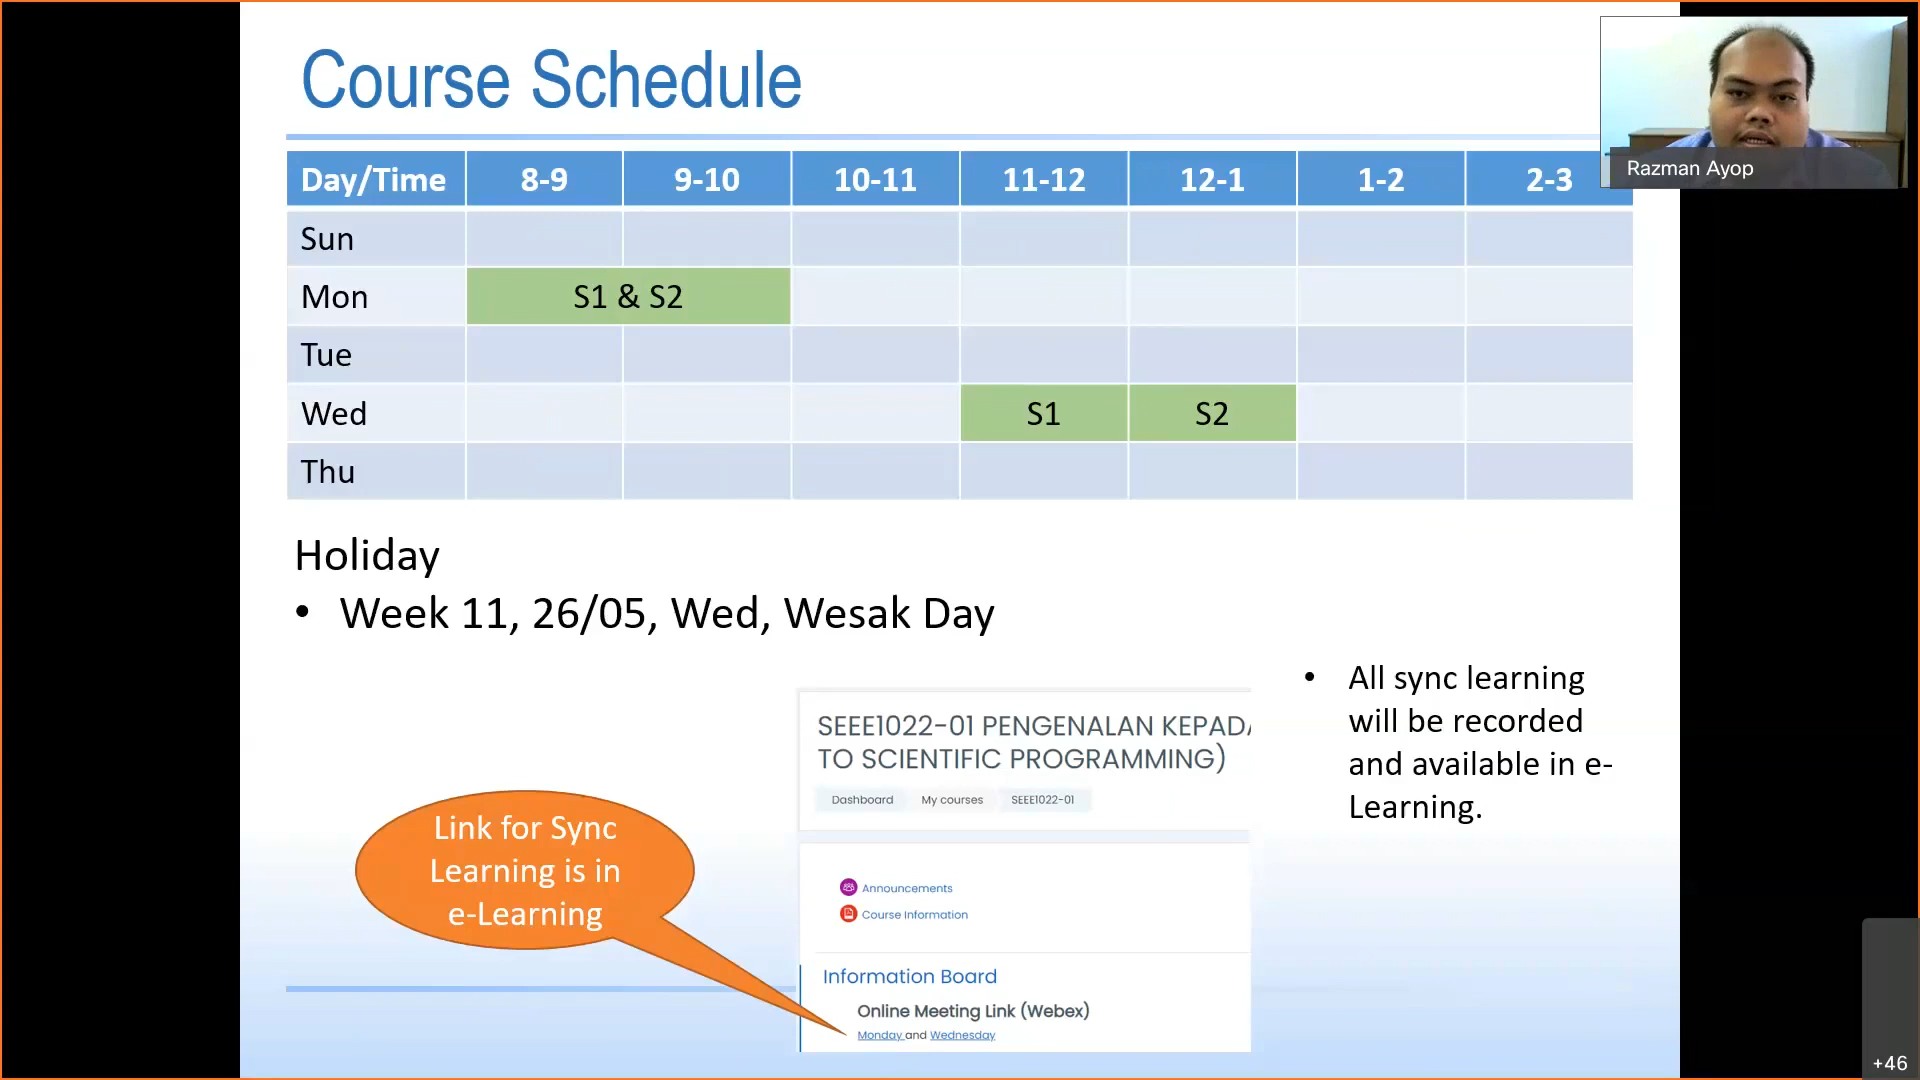 Course Schedule
Razman Ayop
Day/Time 8-9 9-10 10-11 11-12 12-1 1-2 2-3
Sun
Mon S1 & S2
Tue
Wed S1 S2
Thu
Holiday
• Week 11, 26/05, Wed, Wesak Day
• All sync learning
will be recorded
and available in e-
Learning.
Link for Sync
Learning is in
e-Learning
SEEE1022-01 PENGENALAN KEPADA
TO SCIENTIFIC PROGRAMMING)
Dashboard My courses SEEE1022-01
Announcements
Course Information
Information Board
Online Meeting Link (Webex)
Monday and Wednesday
+46